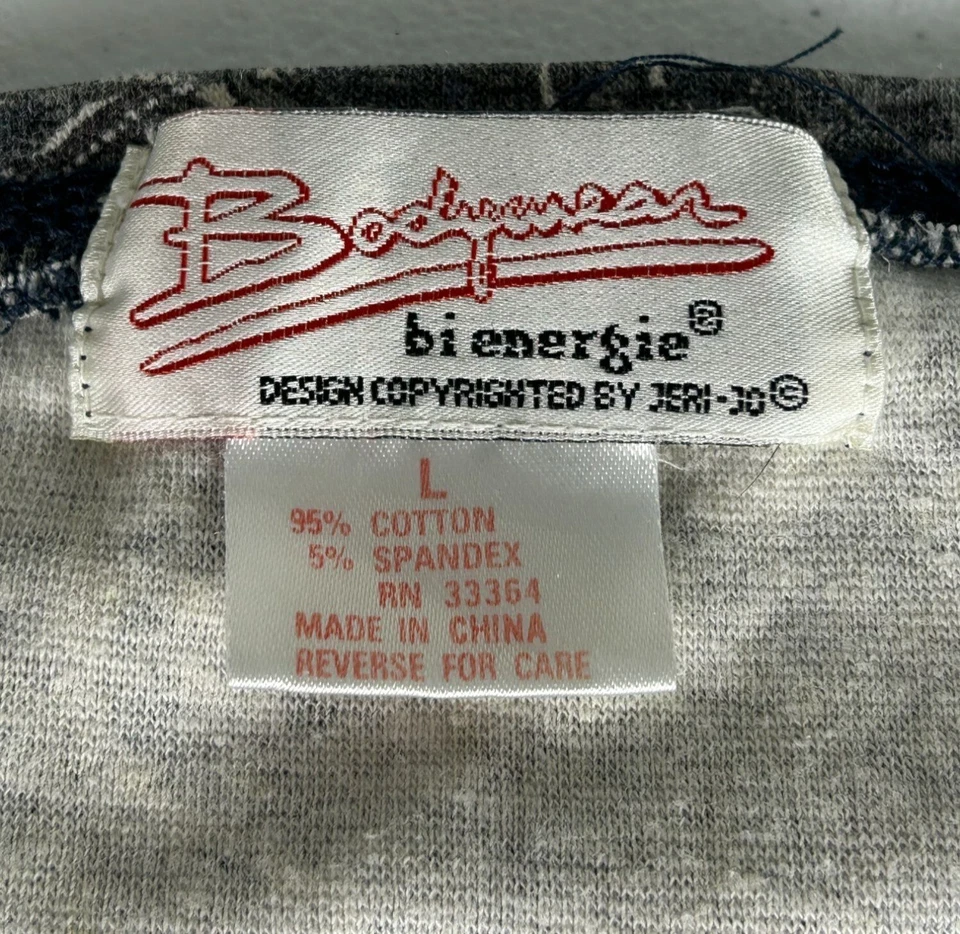 Bodywear
bi energie®
DESIGN COPYRIGHTED BY JERI-JO©
L
95% COTTON
5% SPANDEX
RN 33364
MADE IN CHINA
REVERSE FOR CARE